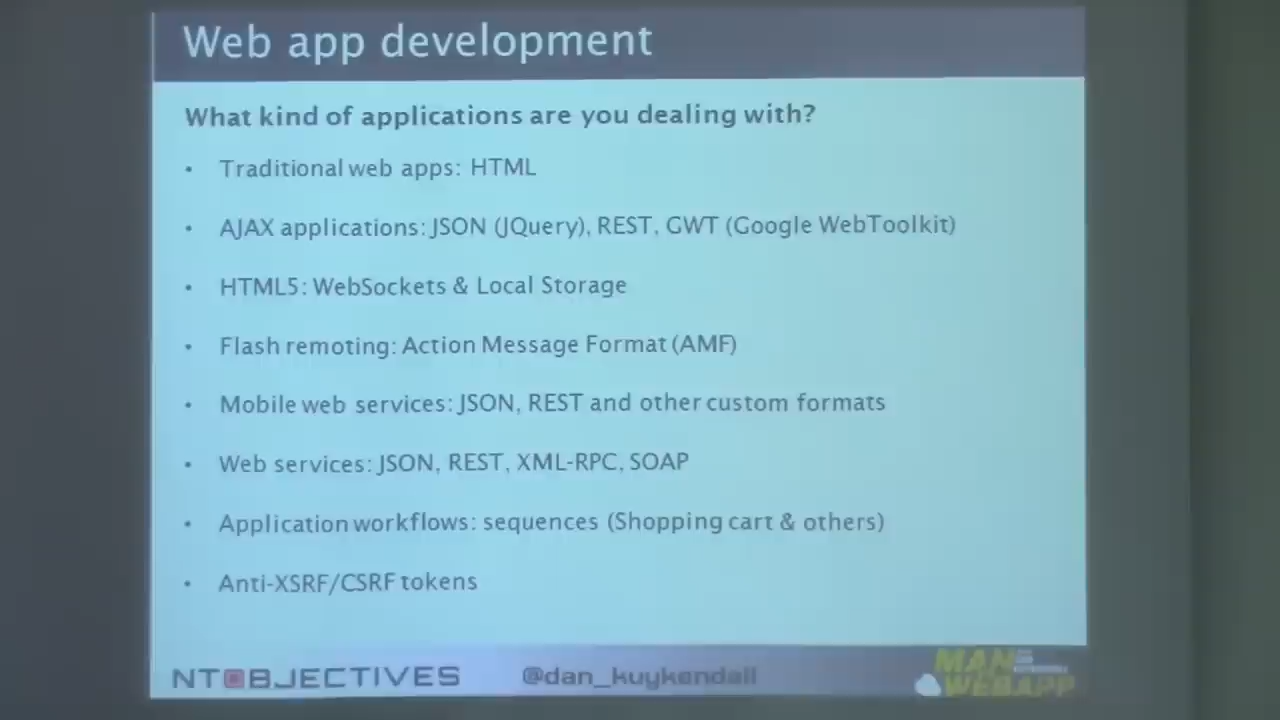 Web app development
What kind of applications are you dealing with?
• Traditional web apps: HTML
• AJAX applications: JSON (JQuery), REST, GWT (Google WebToolkit)
• HTML5: WebSockets & Local Storage
• Flash remoting: Action Message Format (AMF)
• Mobile web services: JSON, REST and other custom formats
• Web services: JSON, REST, XML-RPC, SOAP
• Application workflows: sequences (Shopping cart & others)
• Anti-XSRF/CSRF tokens
NTOBJECTIVES @dan_kuykendall MAN
WEBAPP